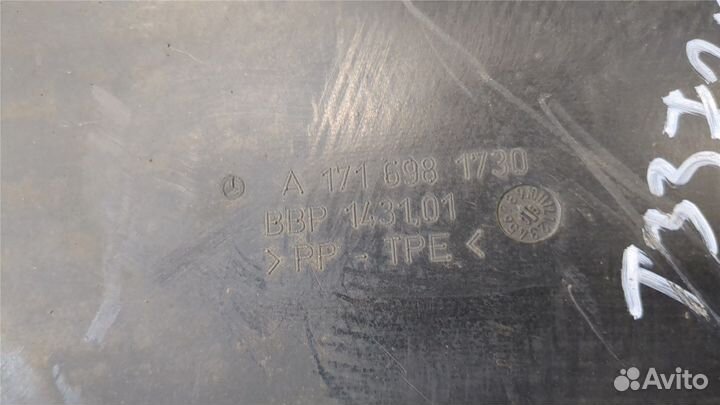 A 171 698 1730
BBP 1431.01
>PP - TPE<
Avito